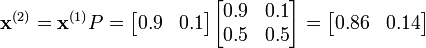 x⁽²⁾ = x⁽¹⁾P = [0.9 0.1] [0.9 0.1; 0.5 0.5] = [0.86 0.14]